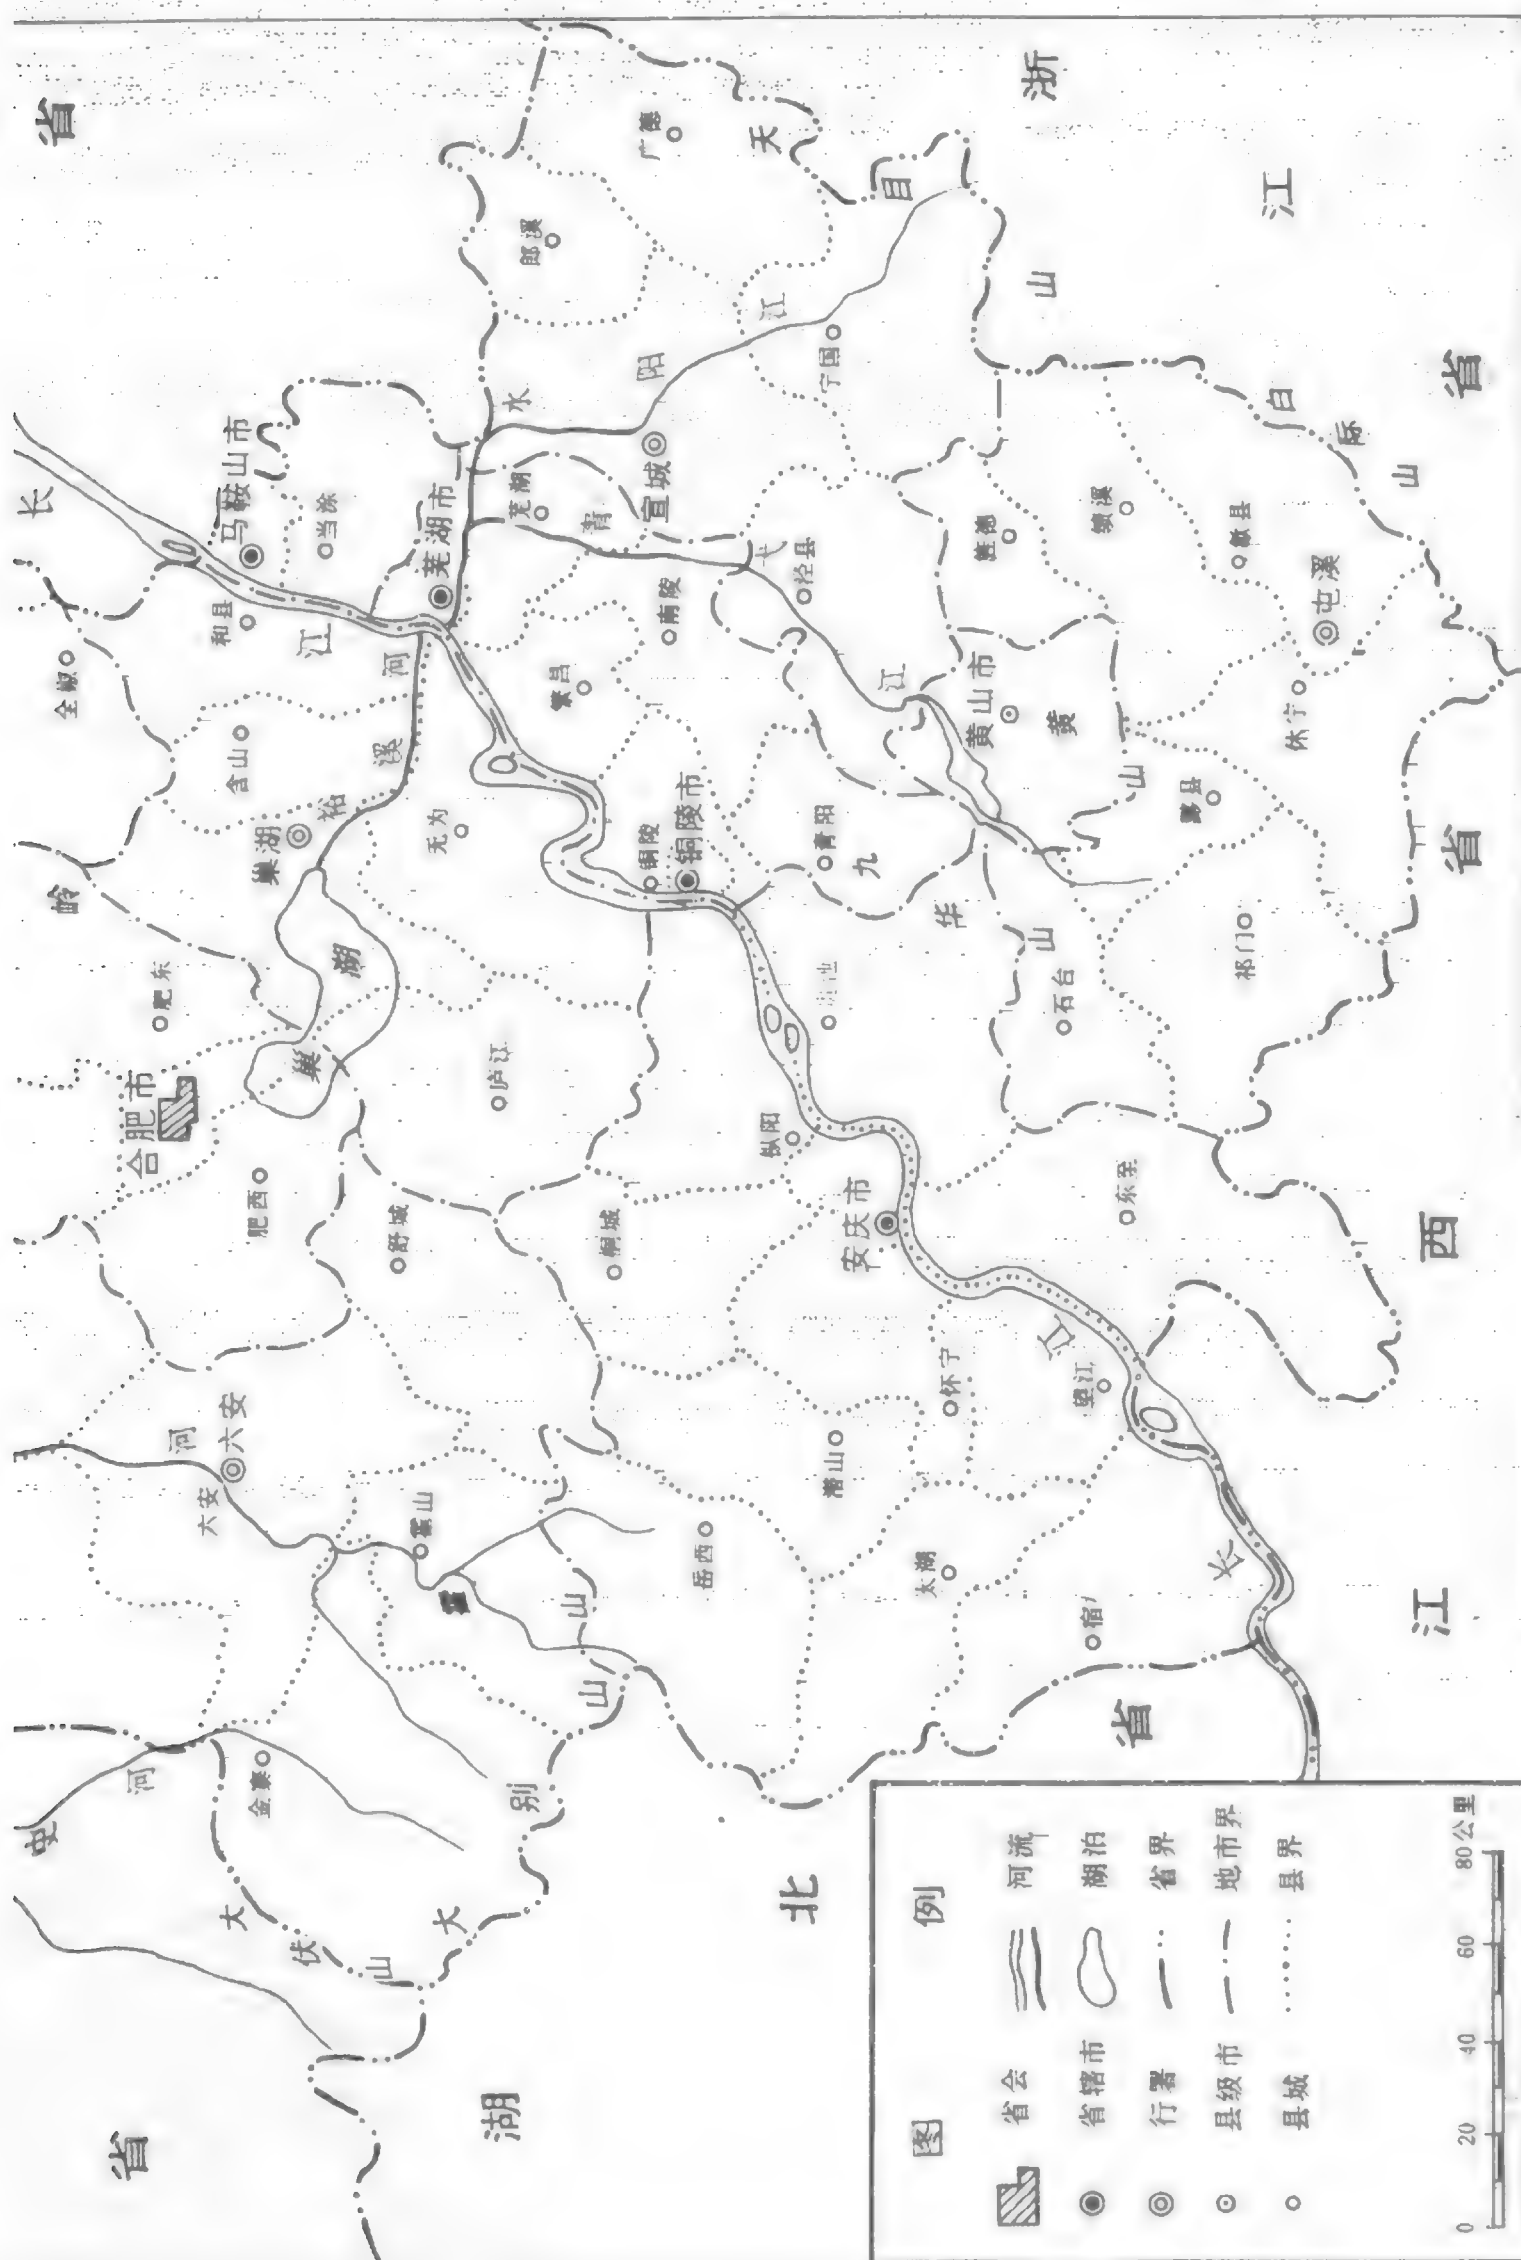 省
浙
江
省
省
西
江
省
北
湖
省
长
江
马鞍山市
当涂
和县
全椒
含山
巢湖
裕
溪
河
芜湖市
芜湖
水
阳
江
郎溪
广德
天
目
山
宁国
宣城
青
弋
江
泾县
南陵
繁昌
无为
铜陵
铜陵市
青阳
九
华
山
旌德
绩溪
歙县
屯溪
休宁
黄山市
黄
山
黟县
祁门
石台
白
际
山
岭
肥东
合肥市
肥西
巢
湖
庐江
舒城
桐城
枞阳
安庆市
东至
怀宁
望江
江
长
潜山
太湖
岳西
河
六安
六安
霍山
山
山
别
大
史
河
金寨
大
伏
山
省
图 例
省会
省辖市
行署
县级市
县城
河流
湖泊
省界
地市界
县界
0 20 40 60 80公里